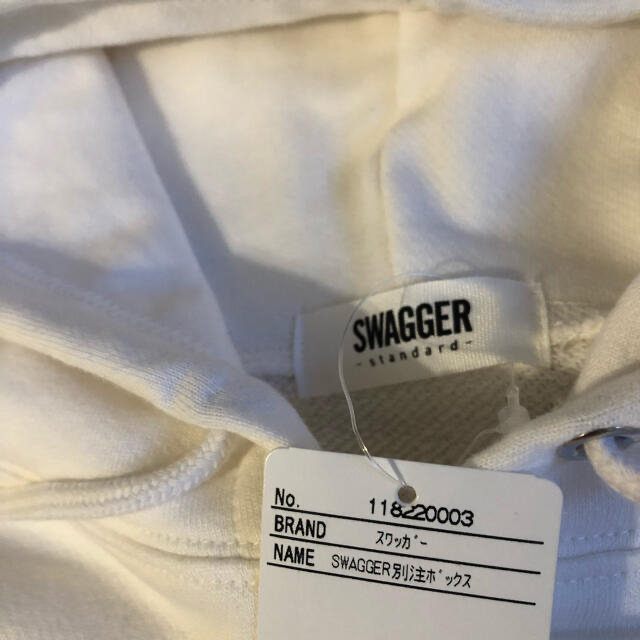 SWAGGER
- standard -
No. 118220003
BRAND ｽﾜｯｶﾞｰ
NAME SWAGGER別注ﾎﾞｯｸｽ